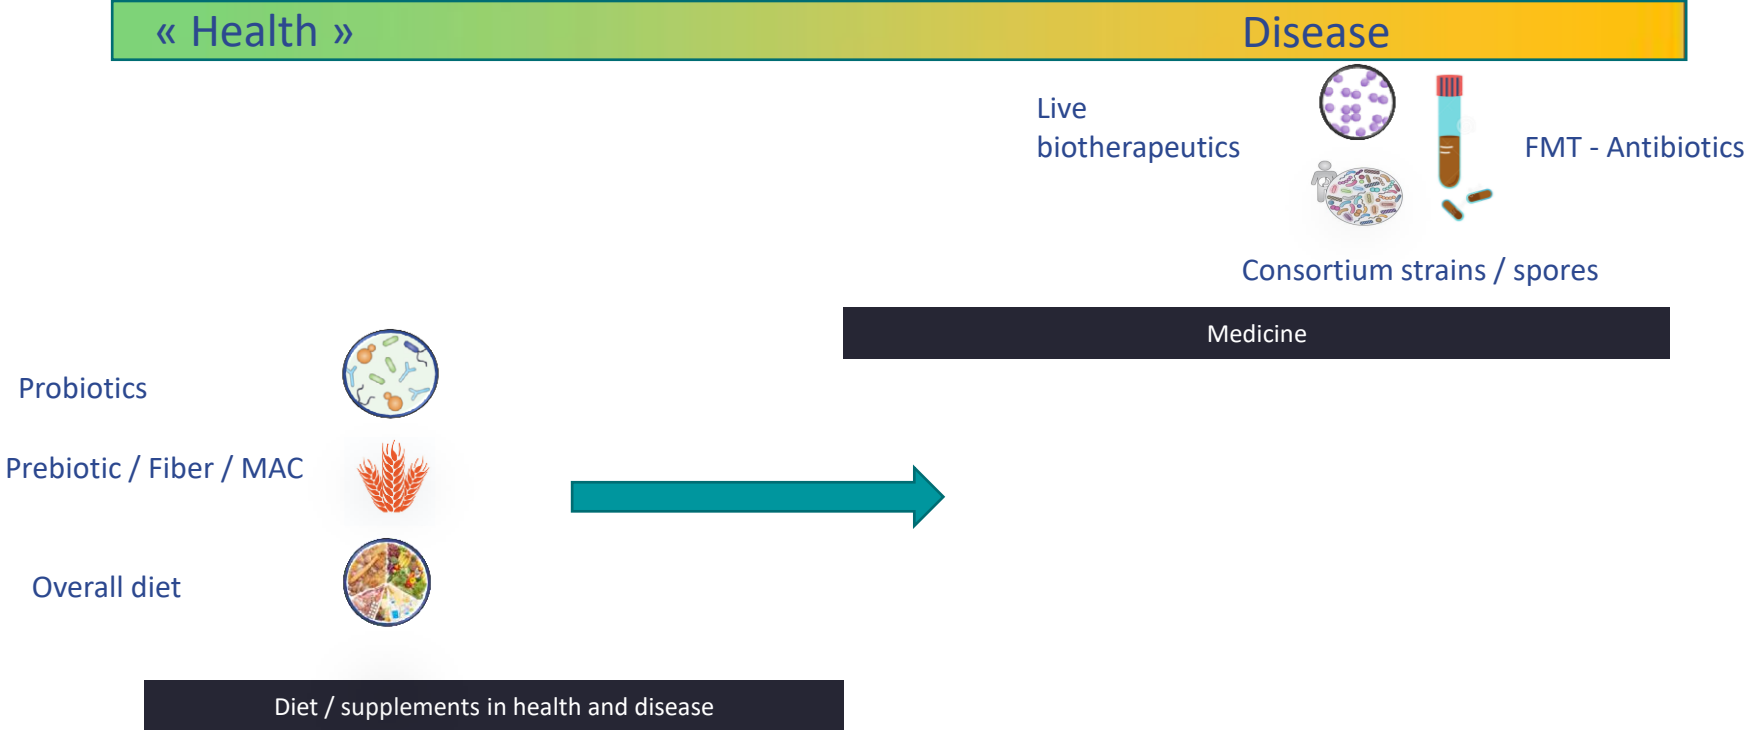 « Health »
Disease
Live
biotherapeutics
FMT - Antibiotics
Consortium strains / spores
Medicine
Probiotics
Prebiotic / Fiber / MAC
Overall diet
Diet / supplements in health and disease